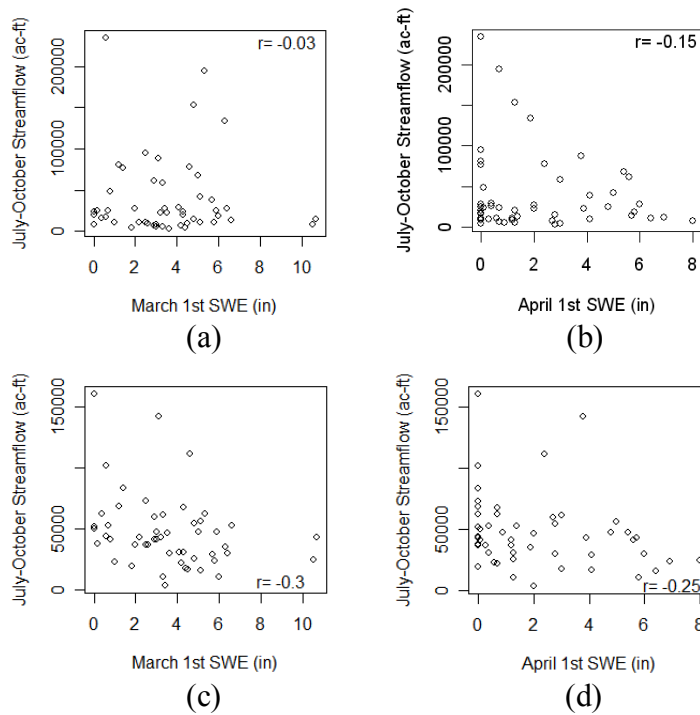 r= -0.03
July-October Streamflow (ac-ft)
200000
100000
0
0 2 4 6 8 10
March 1st SWE (in)
(a)
r= -0.15
July-October Streamflow (ac-ft)
200000
100000
0
0 2 4 6 8
April 1st SWE (in)
(b)
July-October Streamflow (ac-ft)
150000
50000
0
r= -0.3
0 2 4 6 8 10
March 1st SWE (in)
(c)
July-October Streamflow (ac-ft)
150000
50000
0
r= -0.25
0 2 4 6 8
April 1st SWE (in)
(d)